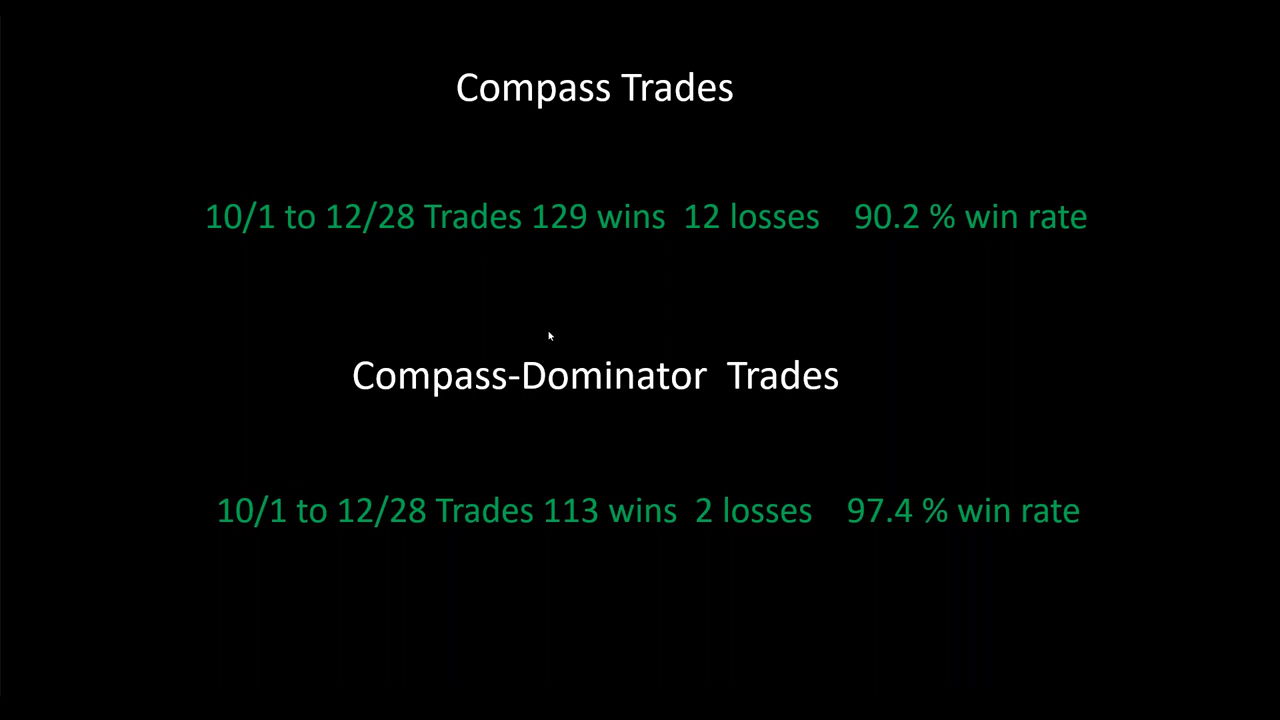 Compass Trades
10/1 to 12/28 Trades 129 wins  12 losses    90.2 % win rate
Compass-Dominator  Trades
10/1 to 12/28 Trades 113 wins  2 losses    97.4 % win rate